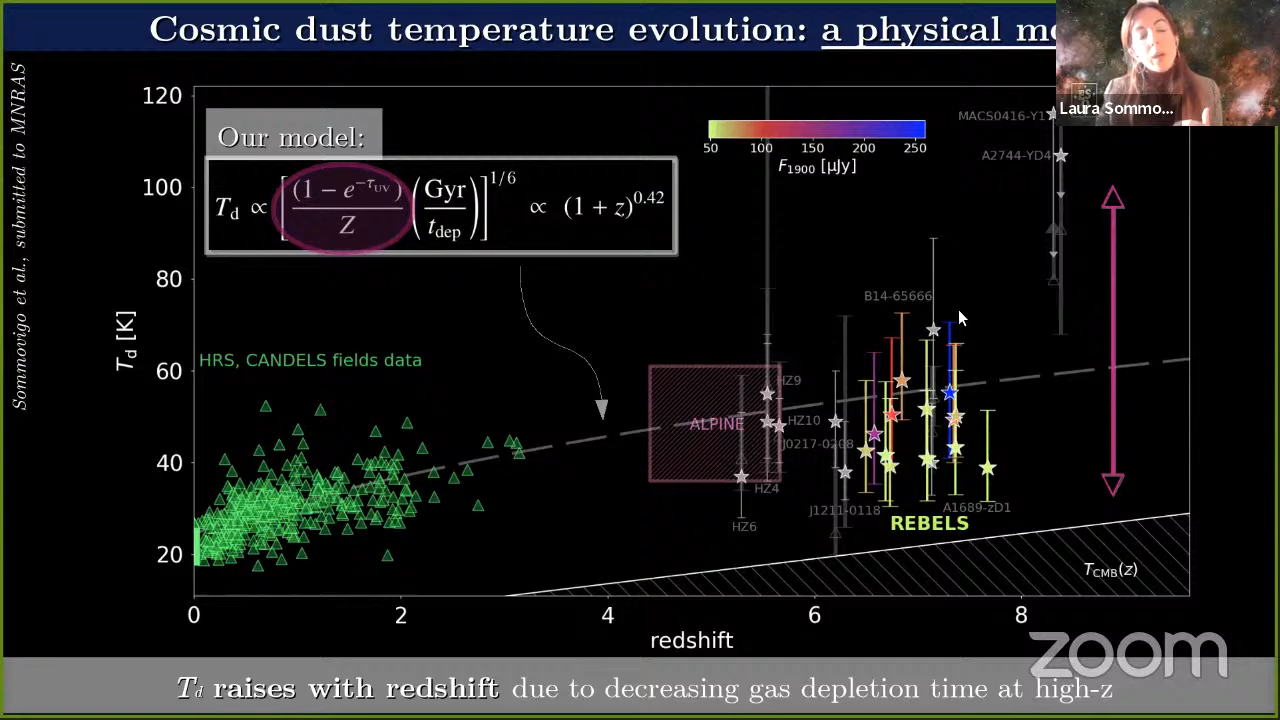 Cosmic dust temperature evolution: a physical mo
Laura Sommo...
Sommovigo et al., submitted to MNRAS
Our model:
T_d ∝ [(1 − e^{−τ_UV})/Z (Gyr/t_dep)]^{1/6} ∝ (1 + z)^{0.42}
50 100 150 200 250
F_1900 [μJy]
MACS0416-Y1
A2744-YD4
B14-65666
HRS, CANDELS fields data
ALPINE
HZ9
HZ10
J0217-0208
HZ4
HZ6
J1211-0118
A1689-zD1
REBELS
T_CMB(z)
T_d [K]
120
100
80
60
40
20
0 2 4 6 8
redshift
zoom
T_d raises with redshift due to decreasing gas depletion time at high-z